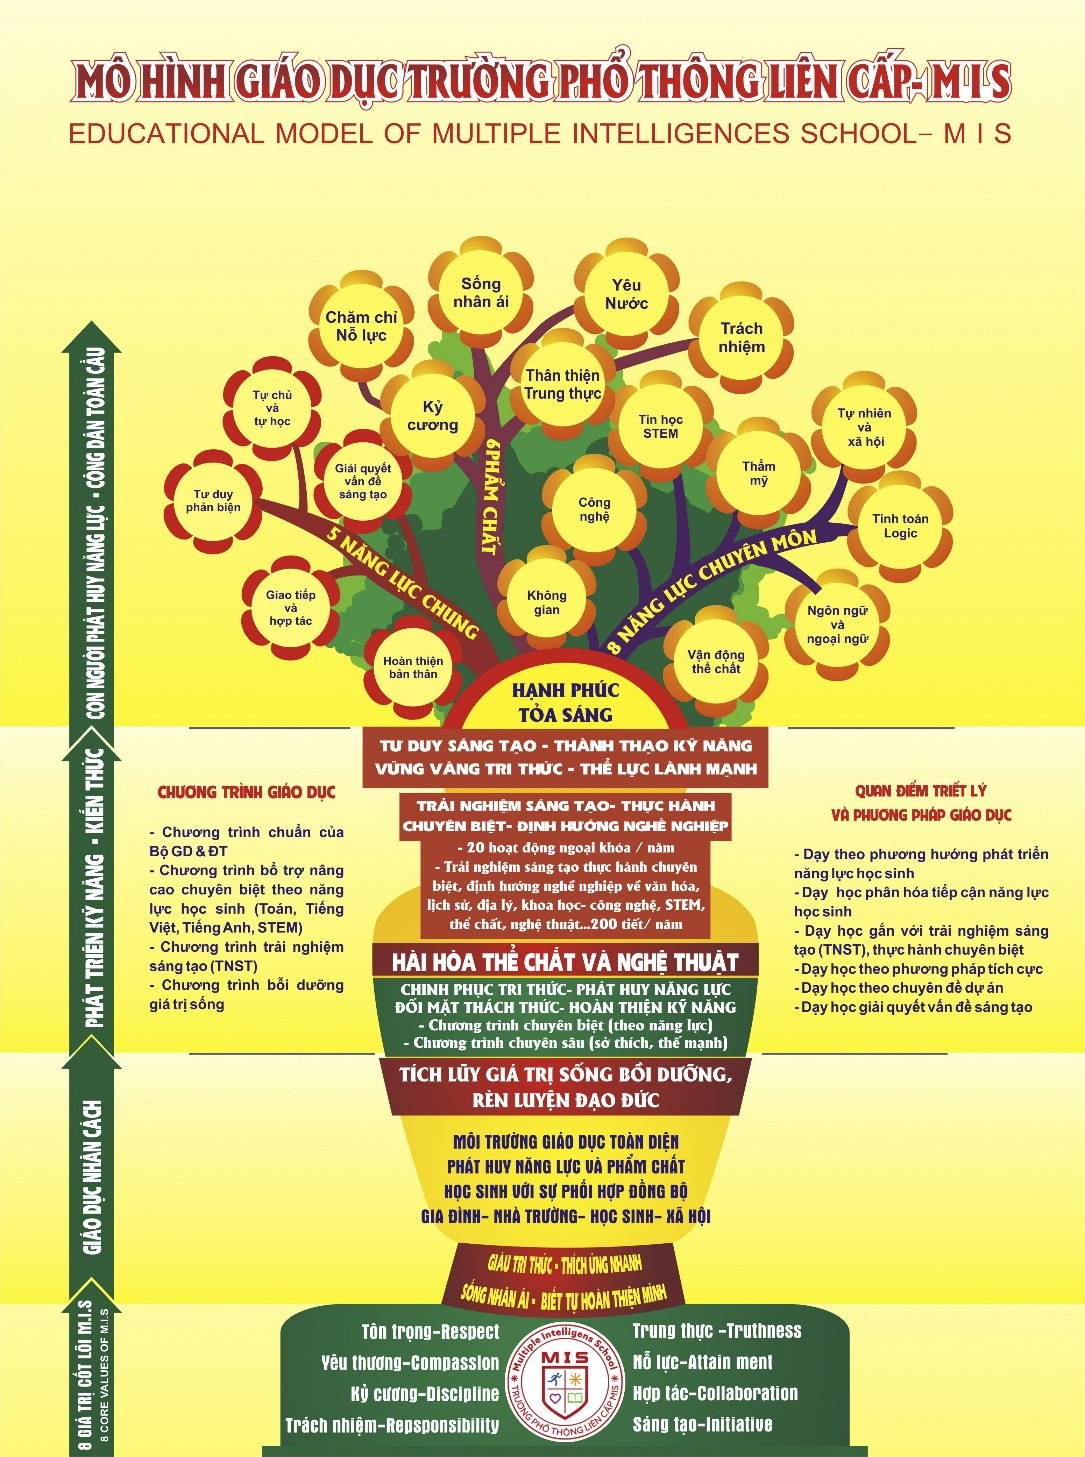 MÔ HÌNH GIÁO DỤC TRƯỜNG PHỔ THÔNG LIÊN CẤP- M I S
EDUCATIONAL MODEL OF MULTIPLE INTELLIGENCES SCHOOL– M I S
Sống
nhân ái
Yêu
Nước
Chăm chỉ
Nỗ lực
Trách
nhiệm
Thân thiện
Trung thực
Kỷ
cương
Tự chủ
và
tự học
Tin học
STEM
Tự nhiên
và
xã hội
Giải quyết
vấn đề
sáng tạo
Thẩm
mỹ
Tư duy
phản biện
Công
nghệ
Tính toán
Logic
Giao tiếp
và
hợp tác
Không
gian
Ngôn ngữ
và
ngoại ngữ
Hoàn thiện
bản thân
Vận động
thể chất
5 NĂNG LỰC CHUNG
6 PHẨM CHẤT
8 NĂNG LỰC CHUYÊN MÔN
HẠNH PHÚC
TỎA SÁNG
TƯ DUY SÁNG TẠO - THÀNH THẠO KỸ NĂNG
VỮNG VÀNG TRI THỨC - THỂ LỰC LÀNH MẠNH
TRẢI NGHIỆM SÁNG TẠO- THỰC HÀNH
CHUYÊN BIỆT- ĐỊNH HƯỚNG NGHỀ NGHIỆP
- 20 hoạt động ngoại khóa / năm
- Trải nghiệm sáng tạo thực hành chuyên
biệt, định hướng nghề nghiệp về văn hóa,
lịch sử, địa lý, khoa học- công nghệ, STEM,
thể chất, nghệ thuật...200 tiết/ năm
HÀI HÒA THỂ CHẤT VÀ NGHỆ THUẬT
CHINH PHỤC TRI THỨC- PHÁT HUY NĂNG LỰC
ĐỐI MẶT THÁCH THỨC- HOÀN THIỆN KỸ NĂNG
- Chương trình chuyên biệt (theo năng lực)
- Chương trình chuyên sâu (sở thích, thế mạnh)
TÍCH LŨY GIÁ TRỊ SỐNG BỒI DƯỠNG,
RÈN LUYỆN ĐẠO ĐỨC
MÔI TRƯỜNG GIÁO DỤC TOÀN DIỆN
PHÁT HUY NĂNG LỰC VÀ PHẨM CHẤT
HỌC SINH VỚI SỰ PHỐI HỢP ĐỒNG BỘ
GIA ĐÌNH- NHÀ TRƯỜNG- HỌC SINH- XÃ HỘI
GIÀU TRI THỨC - THÍCH ỨNG NHANH
SỐNG NHÂN ÁI - BIẾT TỰ HOÀN THIỆN MÌNH
CHƯƠNG TRÌNH GIÁO DỤC
- Chương trình chuẩn của
Bộ GD & ĐT
- Chương trình bổ trợ nâng
cao chuyên biệt theo năng
lực học sinh (Toán, Tiếng
Việt, Tiếng Anh, STEM)
- Chương trình trải nghiệm
sáng tạo (TNST)
- Chương trình bồi dưỡng
giá trị sống
QUAN ĐIỂM TRIẾT LÝ
VÀ PHƯƠNG PHÁP GIÁO DỤC
- Dạy theo phương hướng phát triển
năng lực học sinh
- Dạy học phân hóa tiếp cận năng lực
học sinh
- Dạy học gắn với trải nghiệm sáng
tạo (TNST), thực hành chuyên biệt
- Dạy học theo phương pháp tích cực
- Dạy học theo chuyên đề dự án
- Dạy học giải quyết vấn đề sáng tạo
CON NGƯỜI PHÁT HUY NĂNG LỰC - CÔNG DÂN TOÀN CẦU
PHÁT TRIỂN KỸ NĂNG - KIẾN THỨC
GIÁO DỤC NHÂN CÁCH
8 GIÁ TRỊ CỐT LÕI M.I.S
8 CORE VALUES OF M.I.S
Tôn trọng-Respect
Yêu thương-Compassion
Kỷ cương-Discipline
Trách nhiệm-Repsponsibility
Multiple Intelligens School
MIS
TRƯỜNG PHỔ THÔNG LIÊN CẤP MIS
Trung thực -Truthness
Nỗ lực-Attain ment
Hợp tác-Collaboration
Sáng tạo-Initiative